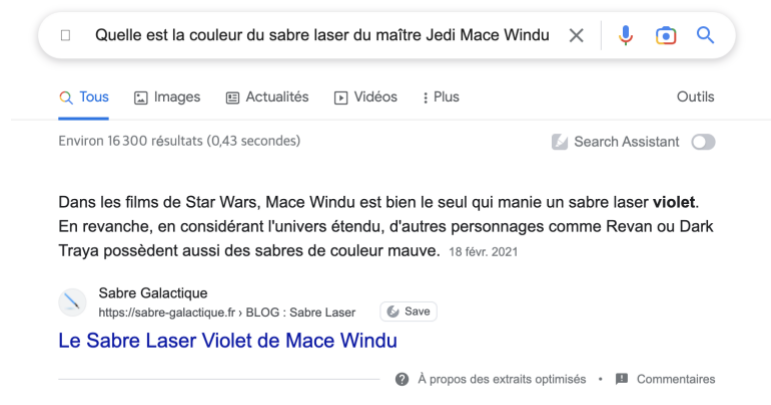 Quelle est la couleur du sabre laser du maître Jedi Mace Windu
Tous Images Actualités Vidéos Plus Outils
Environ 16 300 résultats (0,43 secondes) Search Assistant
Dans les films de Star Wars, Mace Windu est bien le seul qui manie un sabre laser violet.
En revanche, en considérant l'univers étendu, d'autres personnages comme Revan ou Dark
Traya possèdent aussi des sabres de couleur mauve. 18 févr. 2021
Sabre Galactique
https://sabre-galactique.fr › BLOG : Sabre Laser Save
Le Sabre Laser Violet de Mace Windu
À propos des extraits optimisés • Commentaires